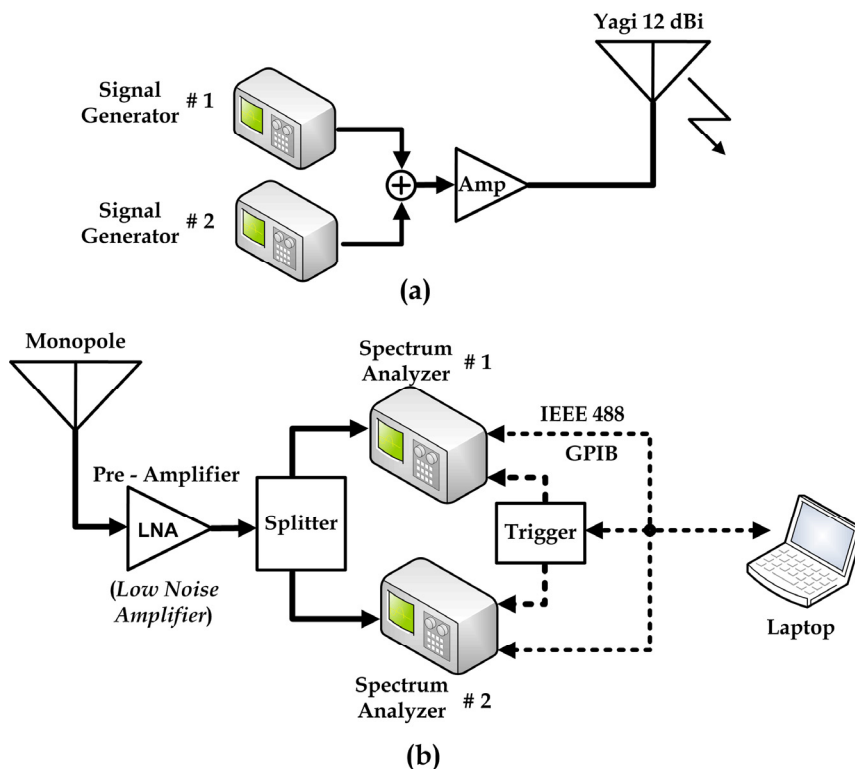 Yagi 12 dBi
Signal
Generator # 1
Amp
Signal
Generator # 2
(a)
Monopole
Spectrum
Analyzer # 1
IEEE 488
GPIB
Pre - Amplifier
LNA
Splitter
Trigger
(Low Noise
Amplifier)
Laptop
Spectrum
Analyzer # 2
(b)